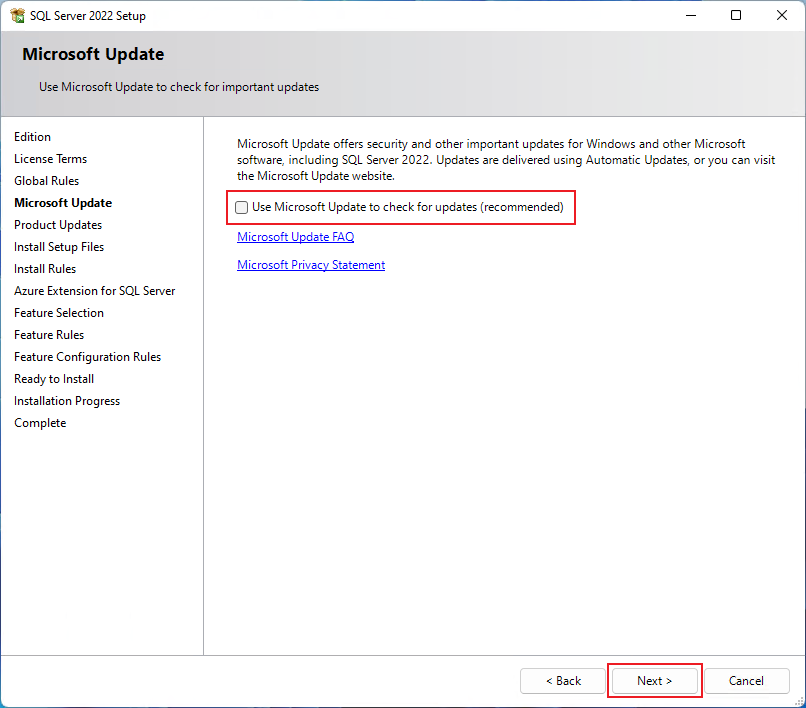 SQL Server 2022 Setup
Microsoft Update
Use Microsoft Update to check for important updates
Edition
License Terms
Global Rules
Microsoft Update
Product Updates
Install Setup Files
Install Rules
Azure Extension for SQL Server
Feature Selection
Feature Rules
Feature Configuration Rules
Ready to Install
Installation Progress
Complete
Microsoft Update offers security and other important updates for Windows and other Microsoft
software, including SQL Server 2022. Updates are delivered using Automatic Updates, or you can visit
the Microsoft Update website.
Use Microsoft Update to check for updates (recommended)
Microsoft Update FAQ
Microsoft Privacy Statement
< Back
Next >
Cancel